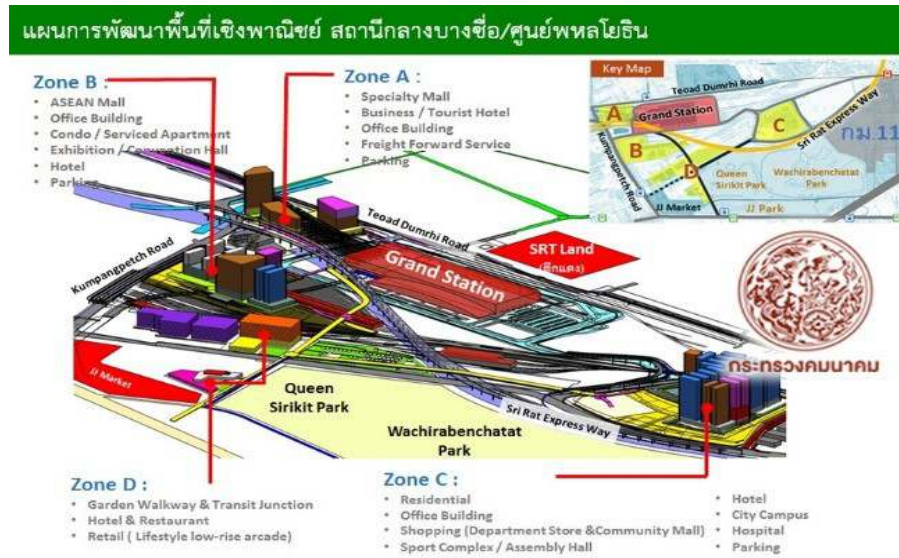 แผนการพัฒนาพื้นที่เชิงพาณิชย์ สถานีกลางบางซื่อ/ศูนย์พหลโยธิน
Zone B :
• ASEAN Mall
• Office Building
• Condo / Serviced Apartment
• Exhibition / Convention Hall
• Hotel
• Parking
Zone A :
• Specialty Mall
• Business / Tourist Hotel
• Office Building
• Freight Forward Service
• Parking
Key Map
Teoad Dumrhi Road
A
Grand Station
C
Sri Rat Express Way
กม.11
B
Kumpangpetch Road
D
Queen
Sirikit Park
Wachirabenchatat
Park
JJ Market
JJ Park
Kumpangpetch Road
Teoad Dumrhi Road
Grand Station
SRT Land
(ตึกแดง)
กระทรวงคมนาคม
JJ Market
Queen
Sirikit Park
Sri Rat Express Way
Wachirabenchatat
Park
Zone D :
• Garden Walkway & Transit Junction
• Hotel & Restaurant
• Retail ( Lifestyle low-rise arcade)
Zone C :
• Residential
• Office Building
• Shopping (Department Store &Community Mall)
• Sport Complex / Assembly Hall
• Hotel
• City Campus
• Hospital
• Parking